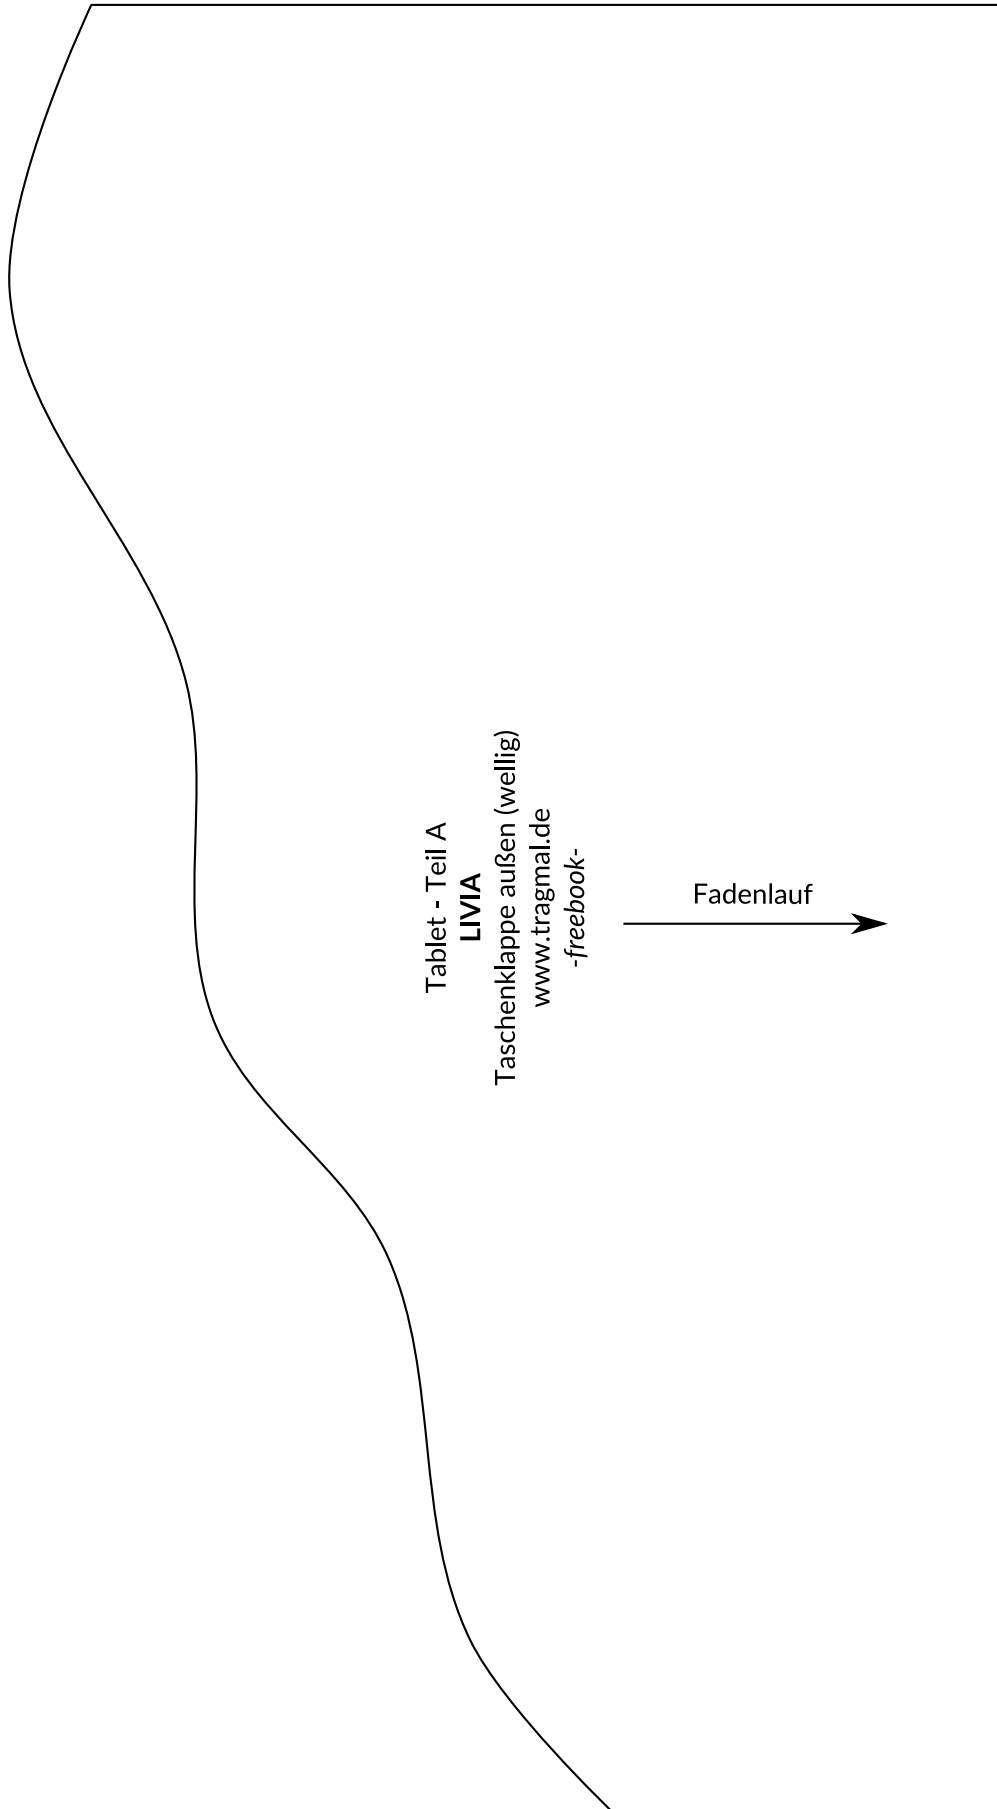 Tablet - Teil A
LIVIA
Taschenklappe außen (wellig)
www.tragmal.de
-freebook-
Fadenlauf